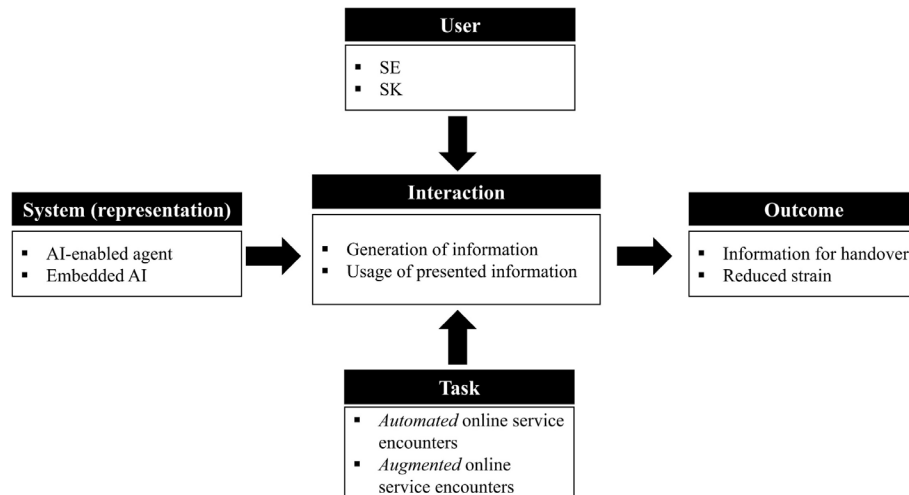 User
▪ SE
▪ SK
System (representation)
▪ AI-enabled agent
▪ Embedded AI
Interaction
▪ Generation of information
▪ Usage of presented information
Outcome
▪ Information for handover
▪ Reduced strain
Task
▪ Automated online service
encounters
▪ Augmented online
service encounters